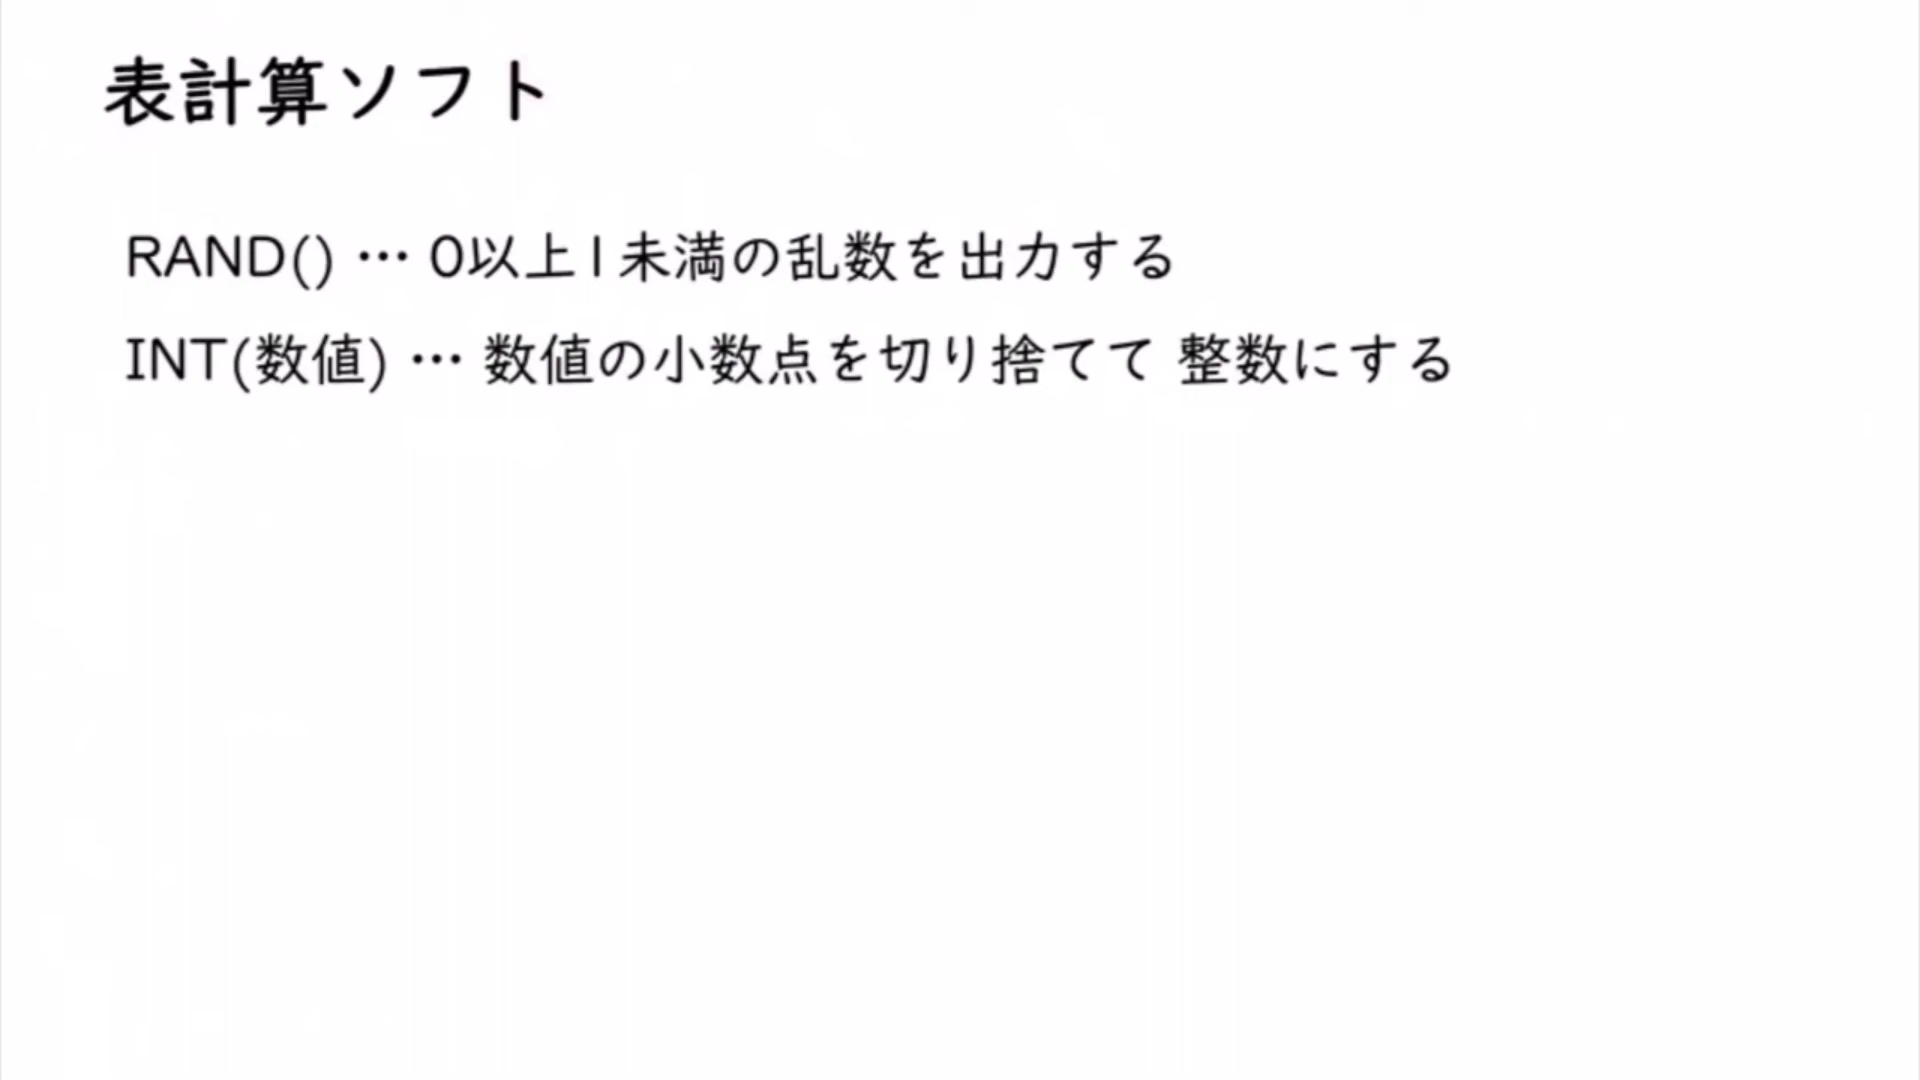 表計算ソフト
RAND() … 0以上1未満の乱数を出力する
INT(数値) … 数値の小数点を切り捨てて 整数にする